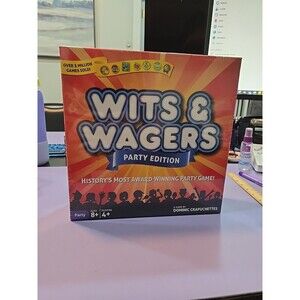 OVER 2 MILLION
GAMES SOLD!
WITS &
WAGERS
PARTY EDITION
HISTORY'S MOST AWARD-WINNING PARTY GAME!
Party
8+
4+
DOMINIC CRAPUCHETTES